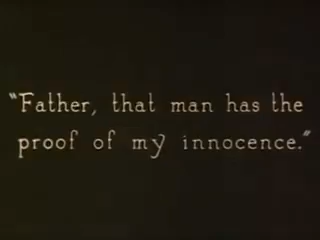 "Father, that man has the
proof of my innocence."